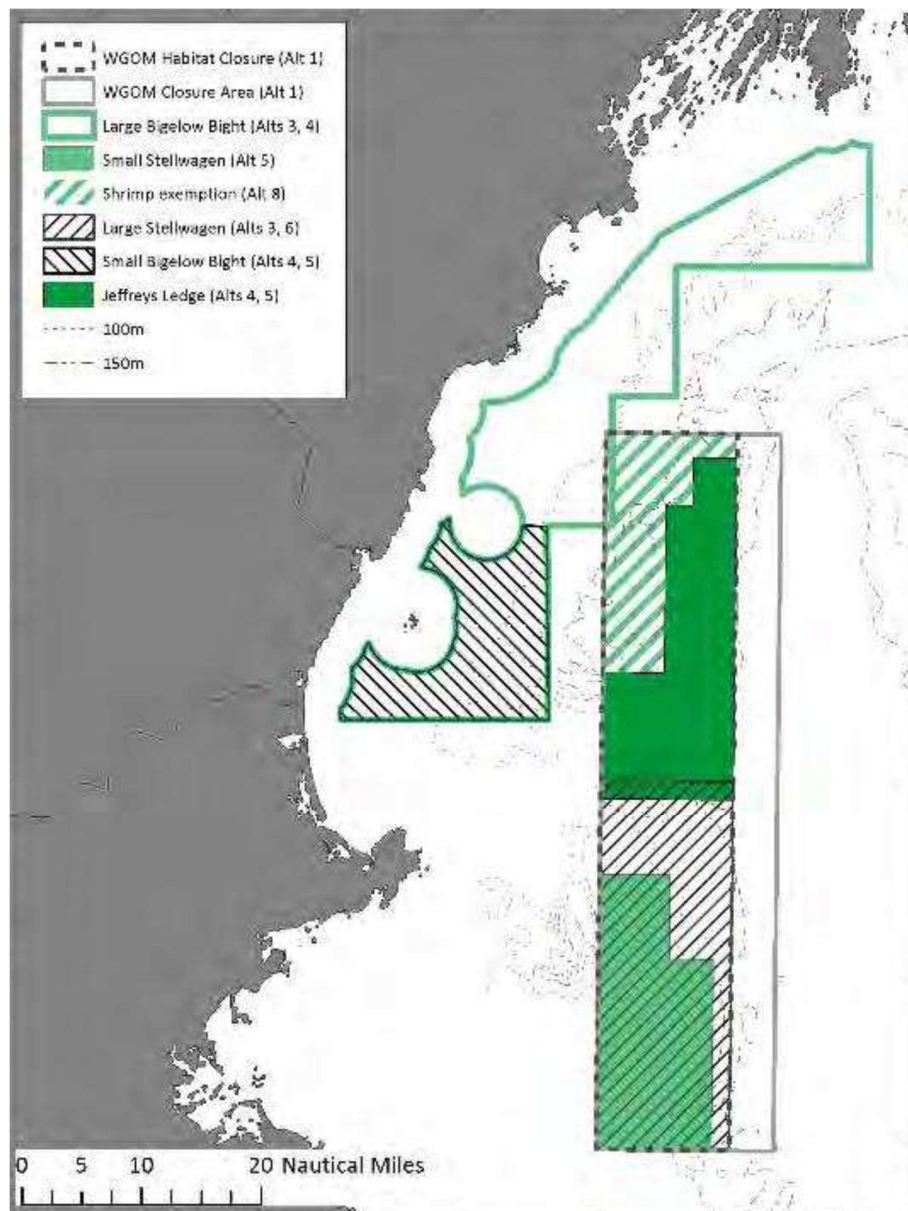 WGOM Habitat Closure (Alt 1)
WGOM Closure Area (Alt 1)
Large Bigelow Bight (Alts 3, 4)
Small Stellwagen (Alt 5)
Shrimp exemption (Alt 8)
Large Stellwagen (Alts 3, 6)
Small Bigelow Bight (Alts 4, 5)
Jeffreys Ledge (Alts 4, 5)
100m
150m
0 5 10 20 Nautical Miles